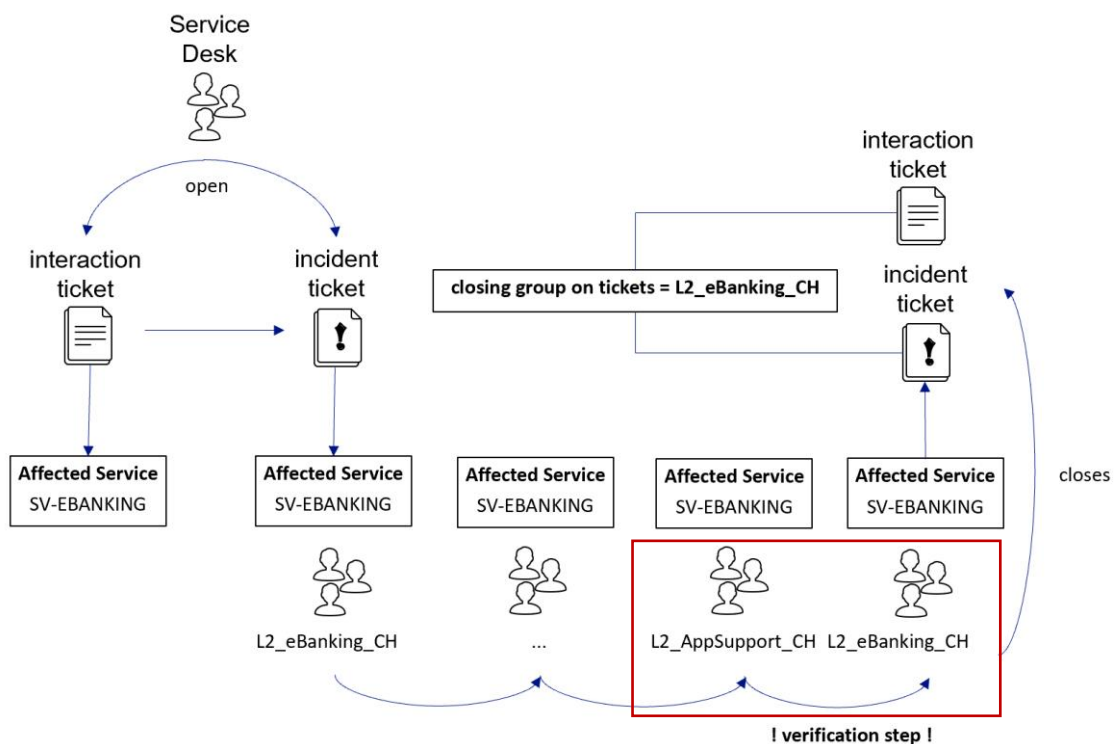 Service
Desk
open
interaction
ticket
incident
ticket
interaction
ticket
closing group on tickets = L2_eBanking_CH
incident
ticket
!
!
Affected Service
SV-EBANKING
Affected Service
SV-EBANKING
Affected Service
SV-EBANKING
Affected Service
SV-EBANKING
Affected Service
SV-EBANKING
closes
L2_eBanking_CH
...
L2_AppSupport_CH
L2_eBanking_CH
! verification step !